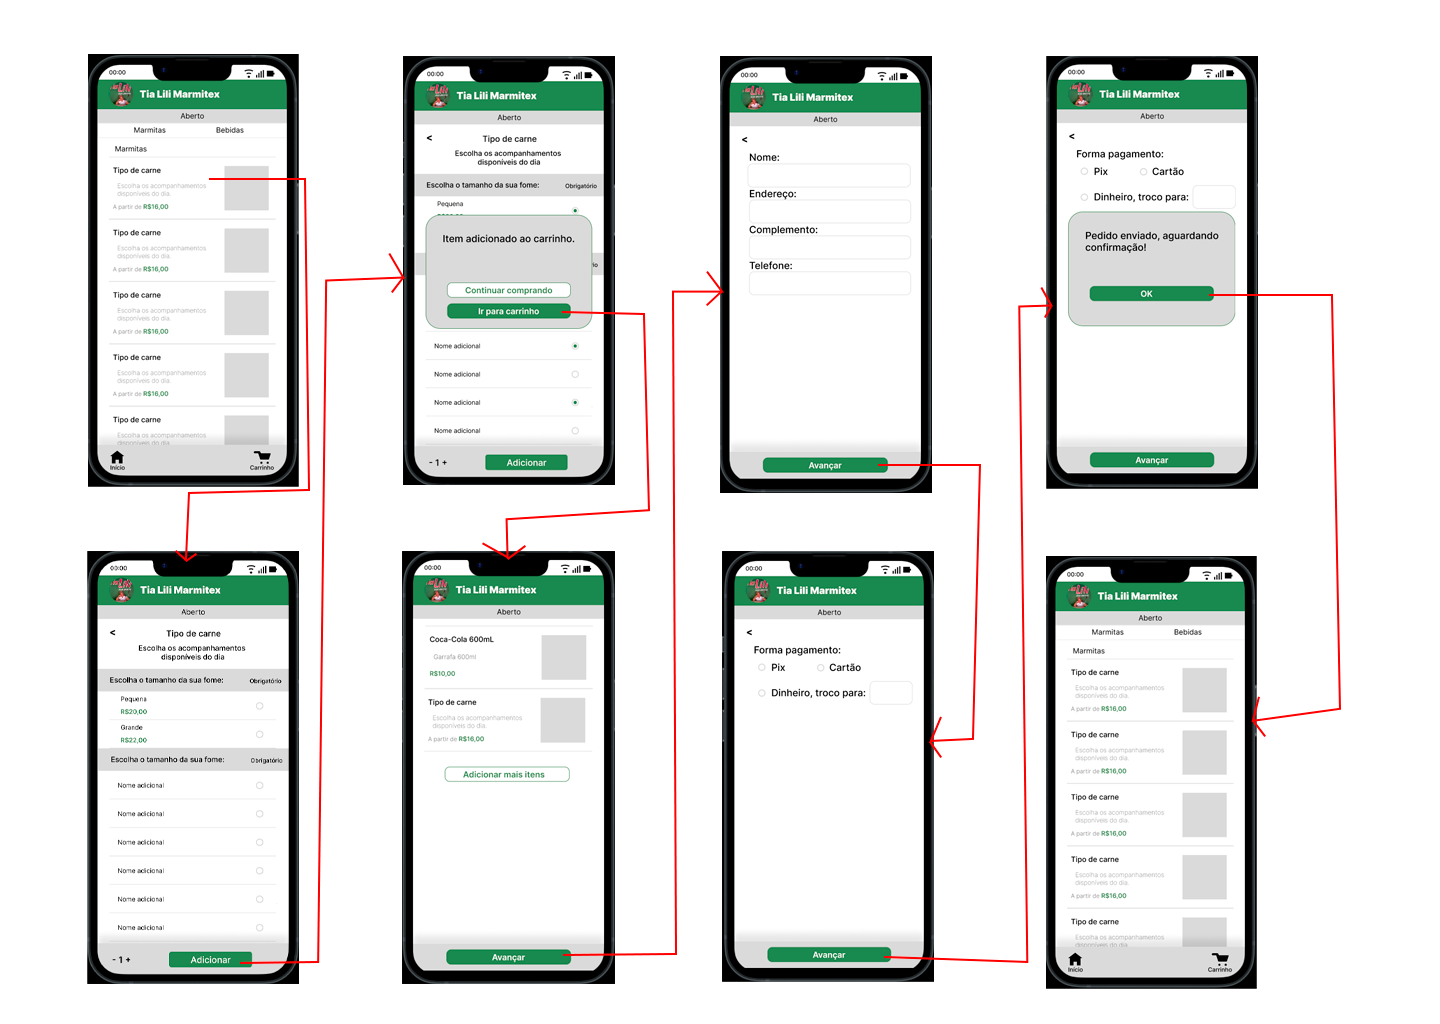 00:00
Tia Lili Marmitex
Aberto
Marmitas Bebidas
Marmitas
Tipo de carne
Escolha os acompanhamentos
disponíveis do dia.
A partir de R$16,00
Tipo de carne
Escolha os acompanhamentos
disponíveis do dia.
A partir de R$16,00
Tipo de carne
Escolha os acompanhamentos
disponíveis do dia.
A partir de R$16,00
Tipo de carne
Escolha os acompanhamentos
disponíveis do dia.
A partir de R$16,00
Tipo de carne
Escolha os acompanhamentos
disponíveis do dia.
Início Carrinho
00:00
Tia Lili Marmitex
Aberto
< Tipo de carne
Escolha os acompanhamentos
disponíveis do dia
Escolha o tamanho da sua fome: Obrigatório
Pequena
Item adicionado ao carrinho.
Continuar comprando
Ir para carrinho
Nome adicional
Nome adicional
Nome adicional
Nome adicional
- 1 + Adicionar
00:00
Tia Lili Marmitex
Aberto
<
Nome:
Endereço:
Complemento:
Telefone:
Avançar
00:00
Tia Lili Marmitex
Aberto
<
Forma pagamento:
Pix Cartão
Dinheiro, troco para:
Pedido enviado, aguardando
confirmação!
OK
Avançar
00:00
Tia Lili Marmitex
Aberto
< Tipo de carne
Escolha os acompanhamentos
disponíveis do dia
Escolha o tamanho da sua fome: Obrigatório
Pequena
R$20,00
Grande
R$22,00
Escolha o tamanho da sua fome: Obrigatório
Nome adicional
Nome adicional
Nome adicional
Nome adicional
Nome adicional
Nome adicional
- 1 + Adicionar
00:00
Tia Lili Marmitex
Aberto
Coca-Cola 600mL
Garrafa 600ml
R$10,00
Tipo de carne
Escolha os acompanhamentos
disponíveis do dia.
A partir de R$16,00
Adicionar mais itens
Avançar
00:00
Tia Lili Marmitex
Aberto
<
Forma pagamento:
Pix Cartão
Dinheiro, troco para:
Avançar
00:00
Tia Lili Marmitex
Aberto
Marmitas Bebidas
Marmitas
Tipo de carne
Escolha os acompanhamentos
disponíveis do dia.
A partir de R$16,00
Tipo de carne
Escolha os acompanhamentos
disponíveis do dia.
A partir de R$16,00
Tipo de carne
Escolha os acompanhamentos
disponíveis do dia.
A partir de R$16,00
Tipo de carne
Escolha os acompanhamentos
disponíveis do dia.
A partir de R$16,00
Tipo de carne
Escolha os acompanhamentos
disponíveis do dia.
Início Carrinho